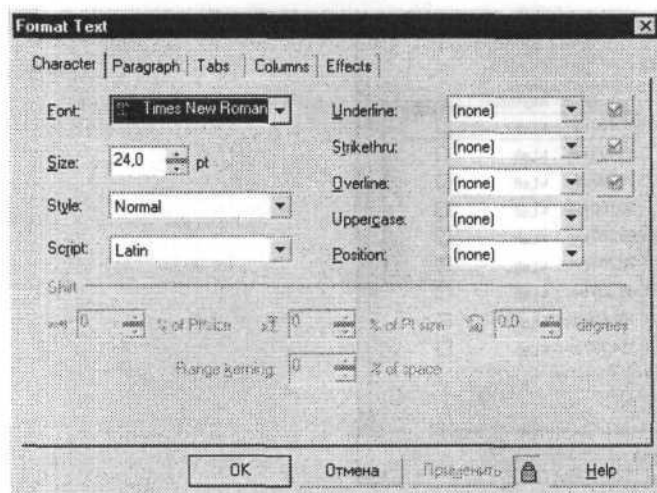 Format Text
Character Paragraph Tabs Columns Effects
Font: Times New Roman Underline: (none)
Size: 24,0 pt Strikethru: (none)
Overline: (none)
Style: Normal Uppercase: (none)
Script: Latin Position: (none)
Shift
0 % of Pt size 0 % of Pt size 0,0 degrees
Range kerning: 0 % of space
OK Отмена Применить Help